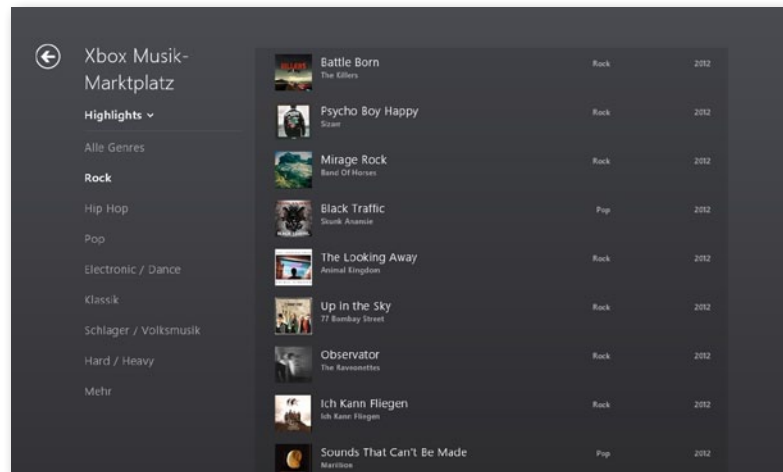 Xbox Musik-
Marktplatz
Highlights
Alle Genres
Rock
Hip Hop
Pop
Electronic / Dance
Klassik
Schlager / Volksmusik
Hard / Heavy
Mehr
Battle Born Rock 2012
The Killers
Psycho Boy Happy Rock 2012
Sizarr
Mirage Rock Rock 2012
Band Of Horses
Black Traffic Pop 2012
Skunk Anansie
The Looking Away Rock 2012
Animal Kingdom
Up in the Sky Rock 2012
77 Bombay Street
Observator Rock 2012
The Raveonettes
Ich Kann Fliegen Rock 2012
Ich Kann Fliegen
Sounds That Can't Be Made Pop 2012
Marillion